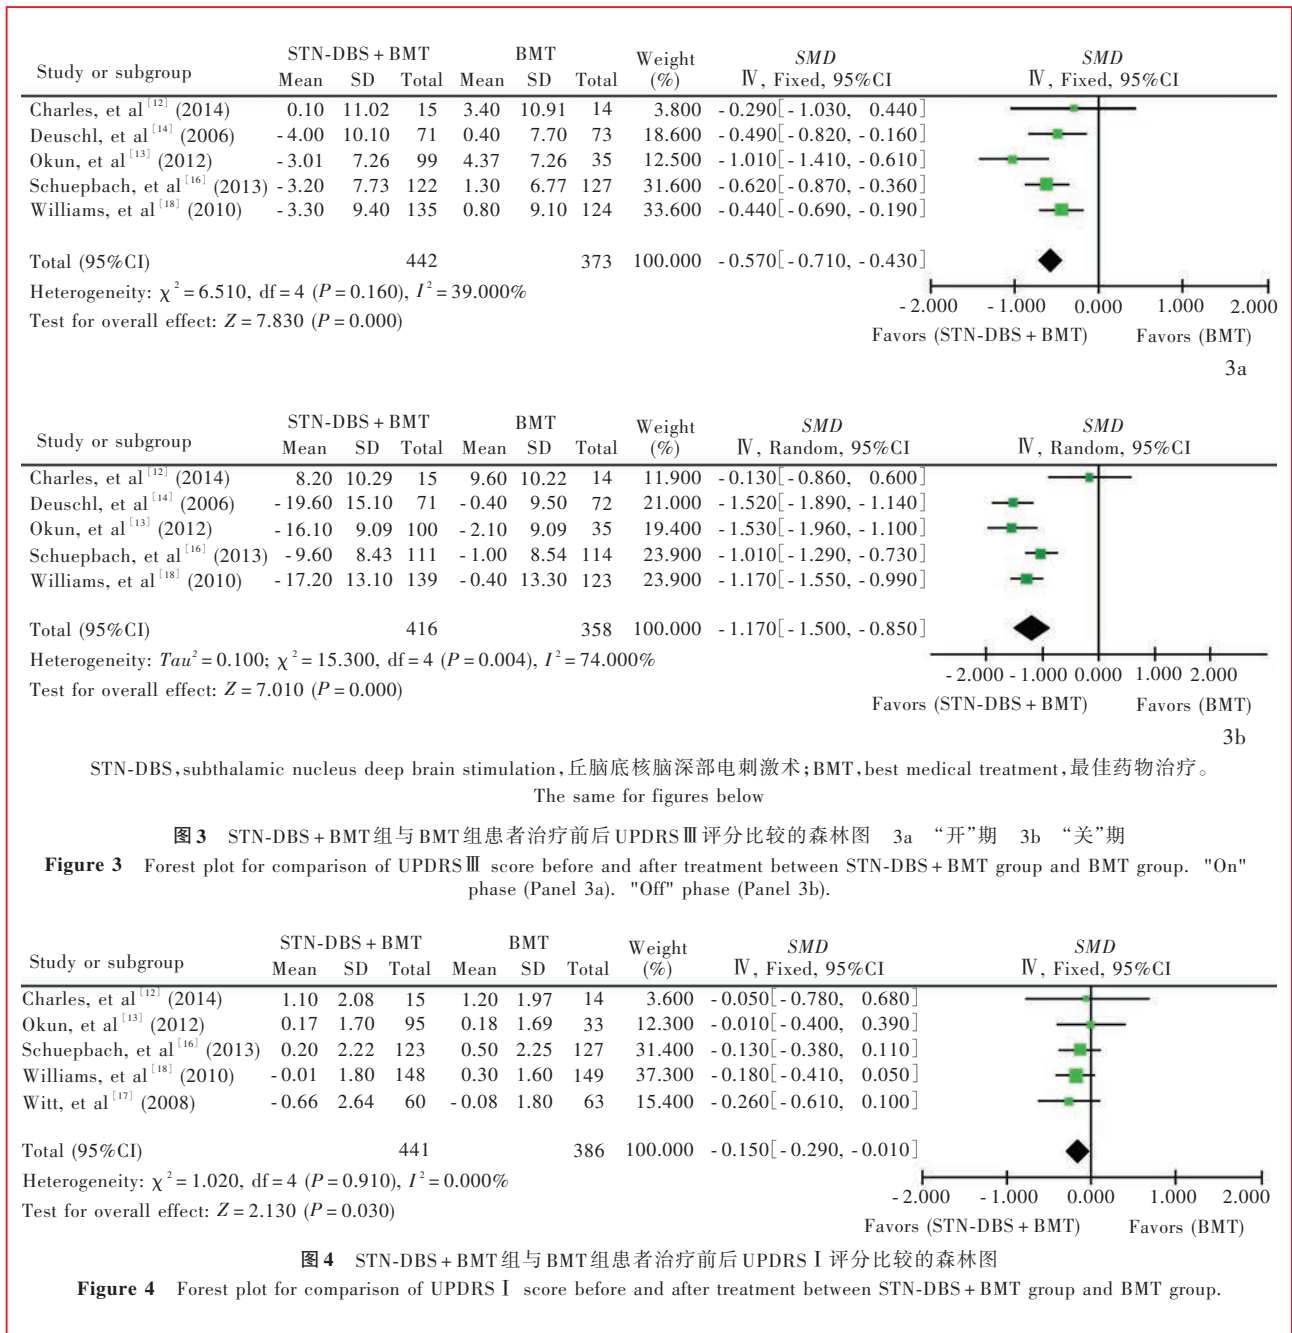 STN-DBS + BMT BMT Weight SMD SMD
Study or subgroup Mean SD Total Mean SD Total (%) Ⅳ, Fixed, 95%CI Ⅳ, Fixed, 95%CI
Charles, et al [12] (2014) 0.10 11.02 15 3.40 10.91 14 3.800 -0.290[-1.030, 0.440]
Deuschl, et al [14] (2006) -4.00 10.10 71 0.40 7.70 73 18.600 -0.490[-0.820, -0.160]
Okun, et al [13] (2012) -3.01 7.26 99 4.37 7.26 35 12.500 -1.010[-1.410, -0.610]
Schuepbach, et al [16] (2013) -3.20 7.73 122 1.30 6.77 127 31.600 -0.620[-0.870, -0.360]
Williams, et al [18] (2010) -3.30 9.40 135 0.80 9.10 124 33.600 -0.440[-0.690, -0.190]
Total (95%CI) 442 373 100.000 -0.570[-0.710, -0.430]
Heterogeneity: χ² = 6.510, df = 4 (P = 0.160), I² = 39.000%
-2.000 -1.000 0.000 1.000 2.000
Test for overall effect: Z = 7.830 (P = 0.000)
Favors (STN-DBS + BMT) Favors (BMT)
3a
STN-DBS + BMT BMT Weight SMD SMD
Study or subgroup Mean SD Total Mean SD Total (%) Ⅳ, Random, 95%CI Ⅳ, Random, 95%CI
Charles, et al [12] (2014) 8.20 10.29 15 9.60 10.22 14 11.900 -0.130[-0.860, 0.600]
Deuschl, et al [14] (2006) -19.60 15.10 71 -0.40 9.50 72 21.000 -1.520[-1.890, -1.140]
Okun, et al [13] (2012) -16.10 9.09 100 -2.10 9.09 35 19.400 -1.530[-1.960, -1.100]
Schuepbach, et al [16] (2013) -9.60 8.43 111 -1.00 8.54 114 23.900 -1.010[-1.290, -0.730]
Williams, et al [18] (2010) -17.20 13.10 139 -0.40 13.30 123 23.900 -1.170[-1.550, -0.990]
Total (95%CI) 416 358 100.000 -1.170[-1.500, -0.850]
Heterogeneity: Tau² = 0.100; χ² = 15.300, df = 4 (P = 0.004), I² = 74.000%
-2.000 -1.000 0.000 1.000 2.000
Test for overall effect: Z = 7.010 (P = 0.000)
Favors (STN-DBS + BMT) Favors (BMT)
3b
STN-DBS,subthalamic nucleus deep brain stimulation,丘脑底核脑深部电刺激术;BMT,best medical treatment,最佳药物治疗。
The same for figures below
图3 STN-DBS + BMT组与BMT组患者治疗前后UPDRSⅢ评分比较的森林图 3a “开”期 3b “关”期
Figure 3 Forest plot for comparison of UPDRSⅢ score before and after treatment between STN-DBS + BMT group and BMT group. "On"
phase (Panel 3a). "Off" phase (Panel 3b).
STN-DBS + BMT BMT Weight SMD SMD
Study or subgroup Mean SD Total Mean SD Total (%) Ⅳ, Fixed, 95%CI Ⅳ, Fixed, 95%CI
Charles, et al [12] (2014) 1.10 2.08 15 1.20 1.97 14 3.600 -0.050[-0.780, 0.680]
Okun, et al [13] (2012) 0.17 1.70 95 0.18 1.69 33 12.300 -0.010[-0.400, 0.390]
Schuepbach, et al [16] (2013) 0.20 2.22 123 0.50 2.25 127 31.400 -0.130[-0.380, 0.110]
Williams, et al [18] (2010) -0.01 1.80 148 0.30 1.60 149 37.300 -0.180[-0.410, 0.050]
Witt, et al [17] (2008) -0.66 2.64 60 -0.08 1.80 63 15.400 -0.260[-0.610, 0.100]
Total (95%CI) 441 386 100.000 -0.150[-0.290, -0.010]
Heterogeneity: χ² = 1.020, df = 4 (P = 0.910), I² = 0.000%
-2.000 -1.000 0.000 1.000 2.000
Test for overall effect: Z = 2.130 (P = 0.030)
Favors (STN-DBS + BMT) Favors (BMT)
图4 STN-DBS + BMT组与BMT组患者治疗前后UPDRSⅠ评分比较的森林图
Figure 4 Forest plot for comparison of UPDRSⅠ score before and after treatment between STN-DBS + BMT group and BMT group.